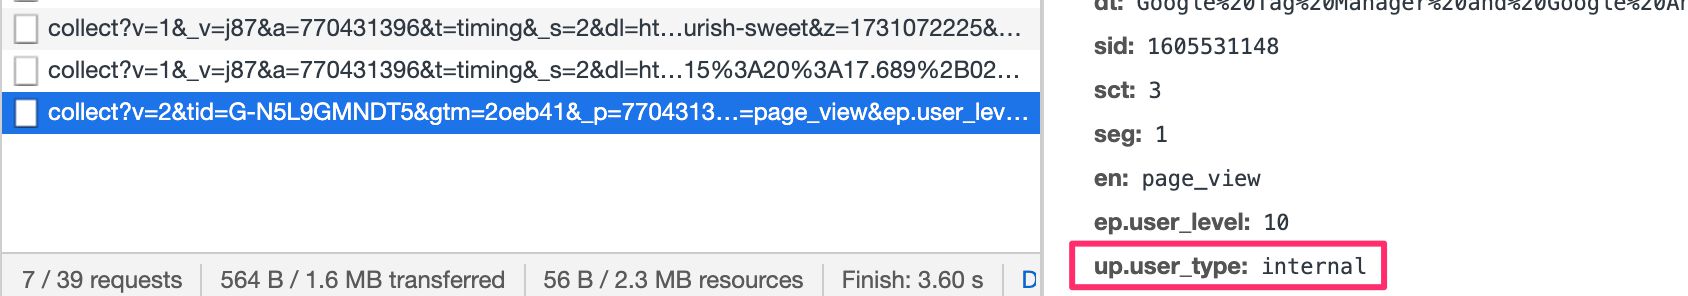 collect?v=1&_v=j87&a=770431396&t=timing&_s=2&dl=ht…urish-sweet&z=1731072225&…
collect?v=1&_v=j87&a=770431396&t=timing&_s=2&dl=ht…15%3A20%3A17.689%2B02…
collect?v=2&tid=G-N5L9GMNDT5&gtm=2oeb41&_p=7704313…=page_view&ep.user_lev…
7 / 39 requests
564 B / 1.6 MB transferred
56 B / 2.3 MB resources
Finish: 3.60 s
D
dt: Google%20Tag%20Manager%20and%20Google%20An
sid: 1605531148
sct: 3
seg: 1
en: page_view
ep.user_level: 10
up.user_type: internal